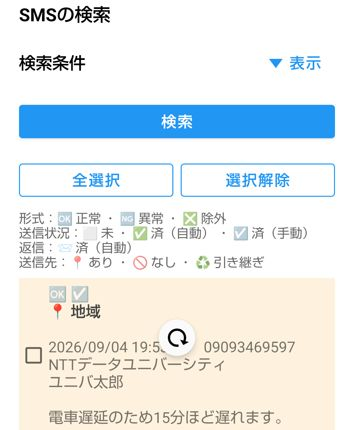 SMSの検索
検索条件
▼ 表示
検索
全選択
選択解除
形式：🆗 正常 ・ 🆖 異常 ・ ❎ 除外
送信状況：⬜ 未 ・ ✅ 済（自動） ・ ☑ 済（手動）
返信：📨 済（自動）
送信先：📍 あり ・ 🚫 なし ・ ♻ 引き継ぎ
🆗 ☑
📍 地域
2026/09/04 09093469597
NTTデータユニバーシティ
ユニバ太郎
電車遅延のため15分ほど遅れます。